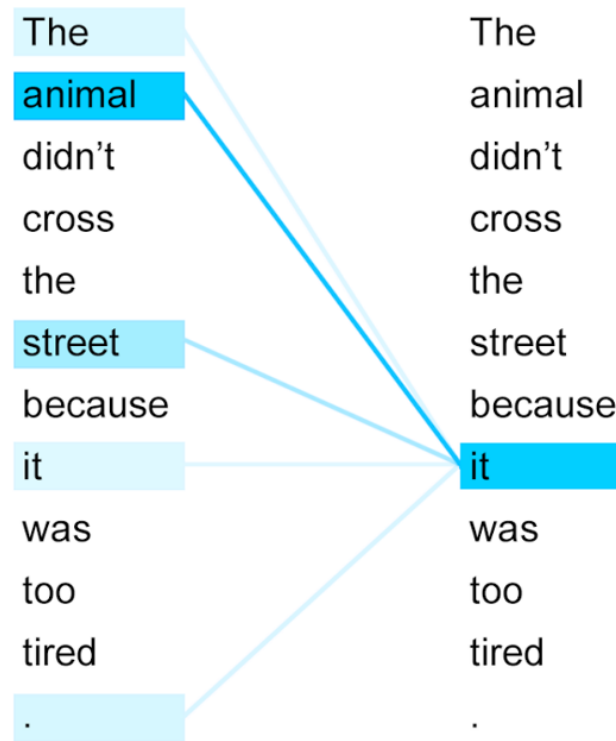 The
animal
didn’t
cross
the
street
because
it
was
too
tired
.
The
animal
didn’t
cross
the
street
because
it
was
too
tired
.